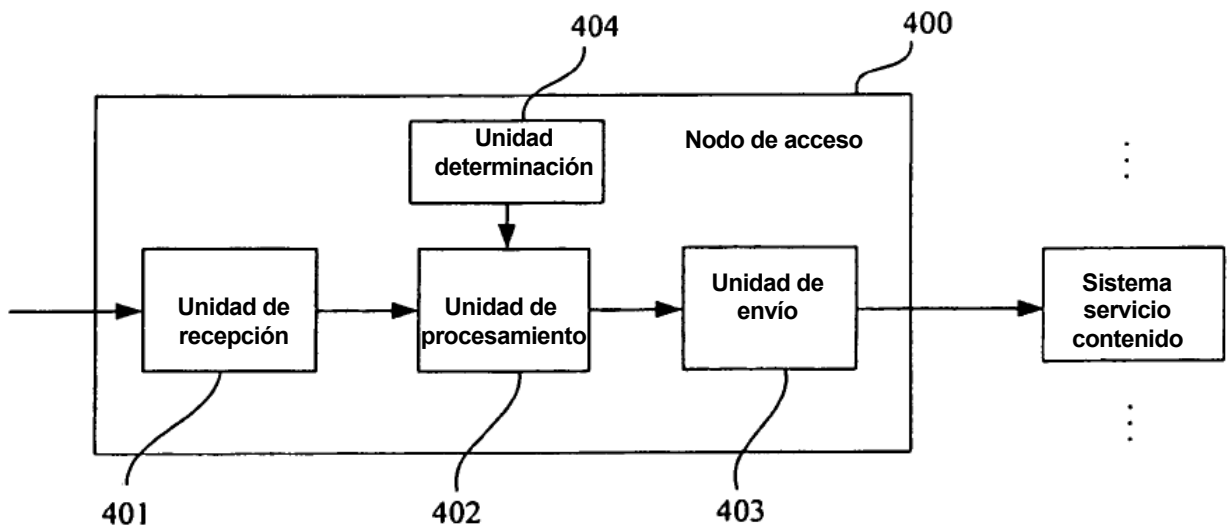 404
400
Unidad
determinación
Nodo de acceso
Unidad de
recepción
Unidad de
procesamiento
Unidad de
envío
Sistema
servicio
contenido
401
402
403